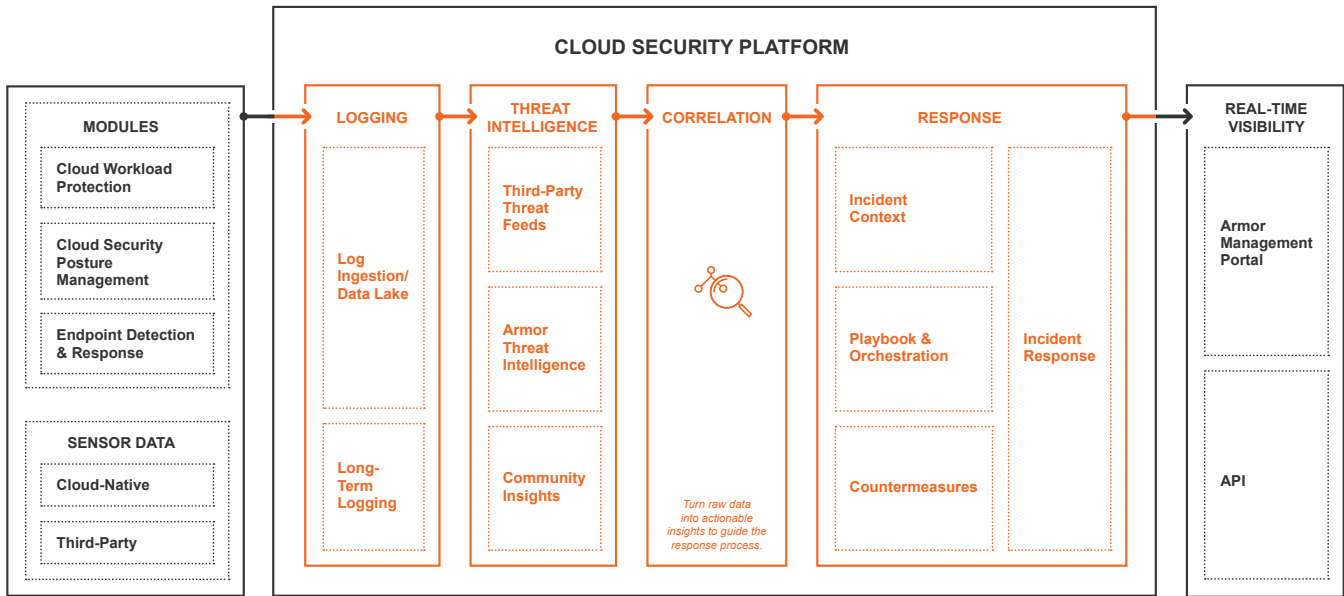 CLOUD SECURITY PLATFORM
MODULES
Cloud Workload
Protection
Cloud Security
Posture
Management
Endpoint Detection
& Response
SENSOR DATA
Cloud-Native
Third-Party
LOGGING
Log
Ingestion/
Data Lake
Long-
Term
Logging
THREAT
INTELLIGENCE
Third-Party
Threat
Feeds
Armor
Threat
Intelligence
Community
Insights
CORRELATION
Turn raw data
into actionable
insights to guide the
response process.
RESPONSE
Incident
Context
Playbook &
Orchestration
Countermeasures
Incident
Response
REAL-TIME
VISIBILITY
Armor
Management
Portal
API